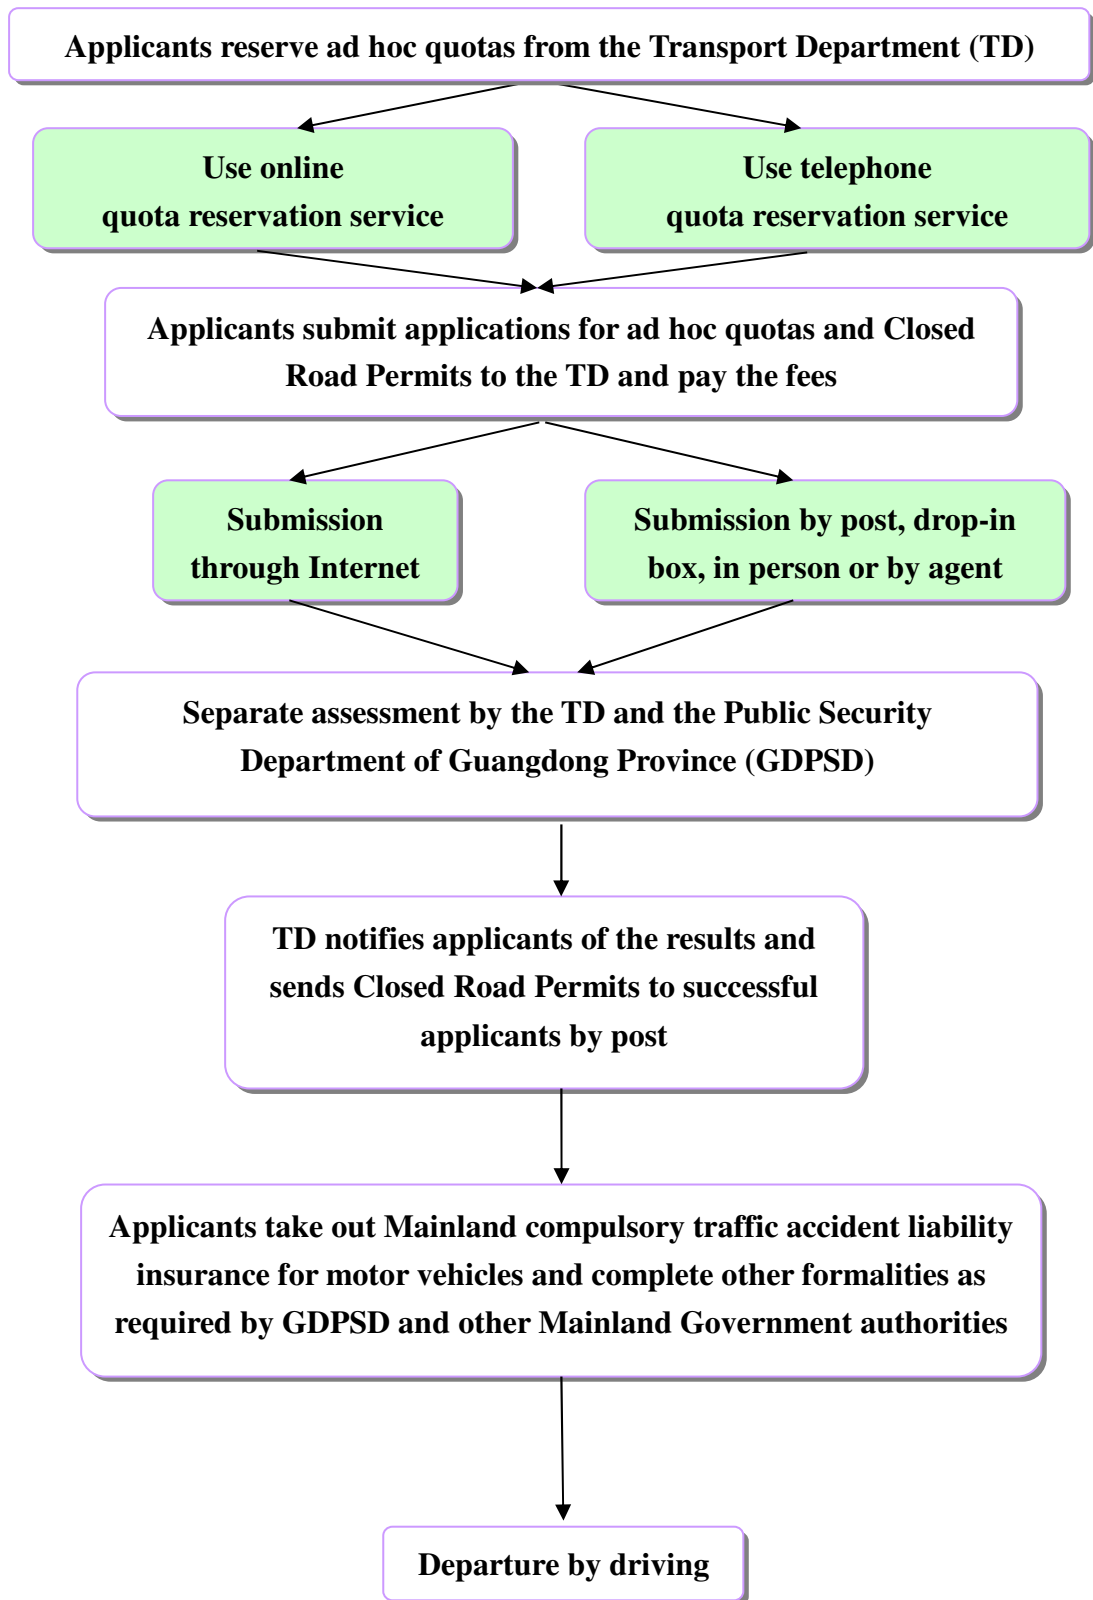 Applicants reserve ad hoc quotas from the Transport Department (TD)
Use online
quota reservation service
Use telephone
quota reservation service
Applicants submit applications for ad hoc quotas and Closed
Road Permits to the TD and pay the fees
Submission
through Internet
Submission by post, drop-in
box, in person or by agent
Separate assessment by the TD and the Public Security
Department of Guangdong Province (GDPSD)
TD notifies applicants of the results and
sends Closed Road Permits to successful
applicants by post
Applicants take out Mainland compulsory traffic accident liability
insurance for motor vehicles and complete other formalities as
required by GDPSD and other Mainland Government authorities
Departure by driving